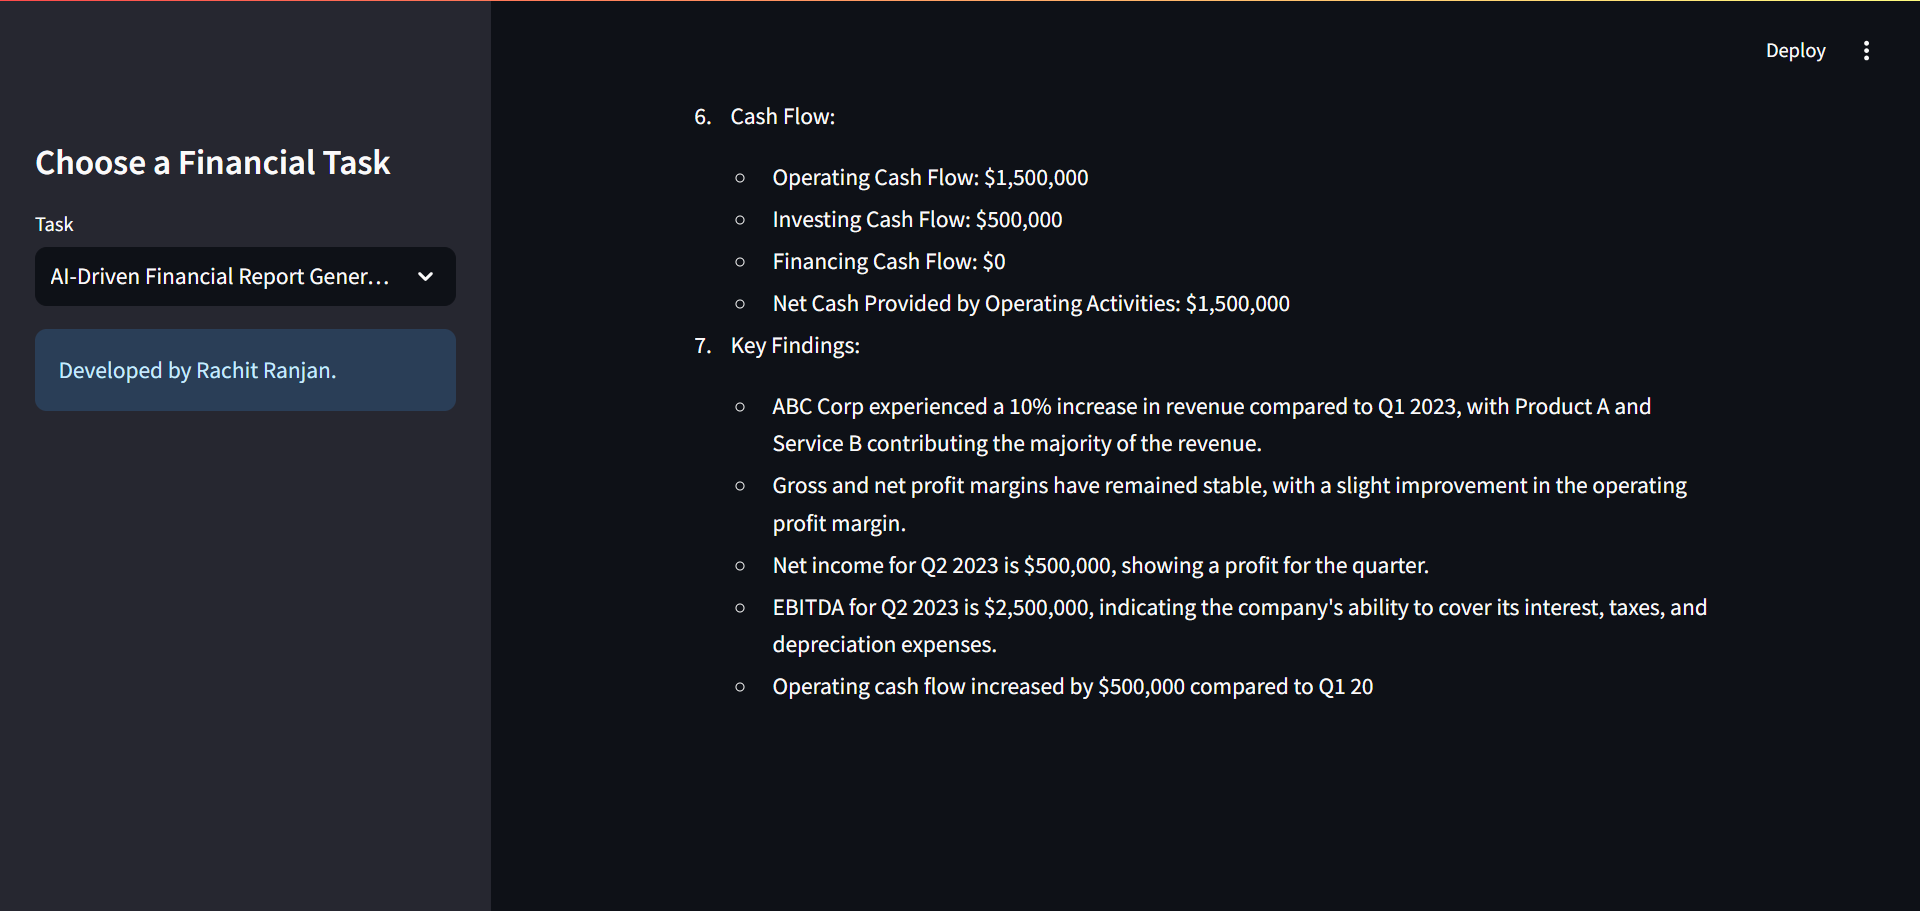 Deploy
Choose a Financial Task
Task
AI-Driven Financial Report Gener...
Developed by Rachit Ranjan.
6. Cash Flow:
Operating Cash Flow: $1,500,000
Investing Cash Flow: $500,000
Financing Cash Flow: $0
Net Cash Provided by Operating Activities: $1,500,000
7. Key Findings:
ABC Corp experienced a 10% increase in revenue compared to Q1 2023, with Product A and
Service B contributing the majority of the revenue.
Gross and net profit margins have remained stable, with a slight improvement in the operating
profit margin.
Net income for Q2 2023 is $500,000, showing a profit for the quarter.
EBITDA for Q2 2023 is $2,500,000, indicating the company's ability to cover its interest, taxes, and
depreciation expenses.
Operating cash flow increased by $500,000 compared to Q1 20